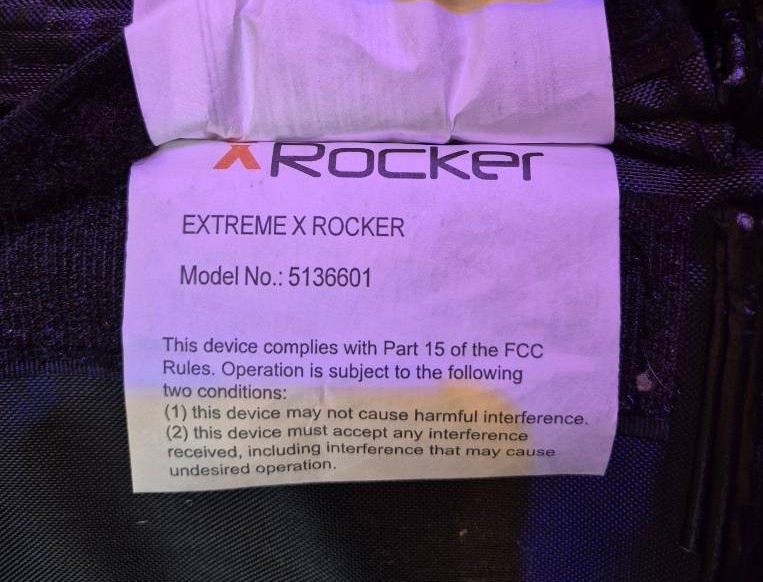 X Rocker
EXTREME X ROCKER
Model No.: 5136601
This device complies with Part 15 of the FCC
Rules. Operation is subject to the following
two conditions:
(1) this device may not cause harmful interference.
(2) this device must accept any interference
received, including interference that may cause
undesired operation.